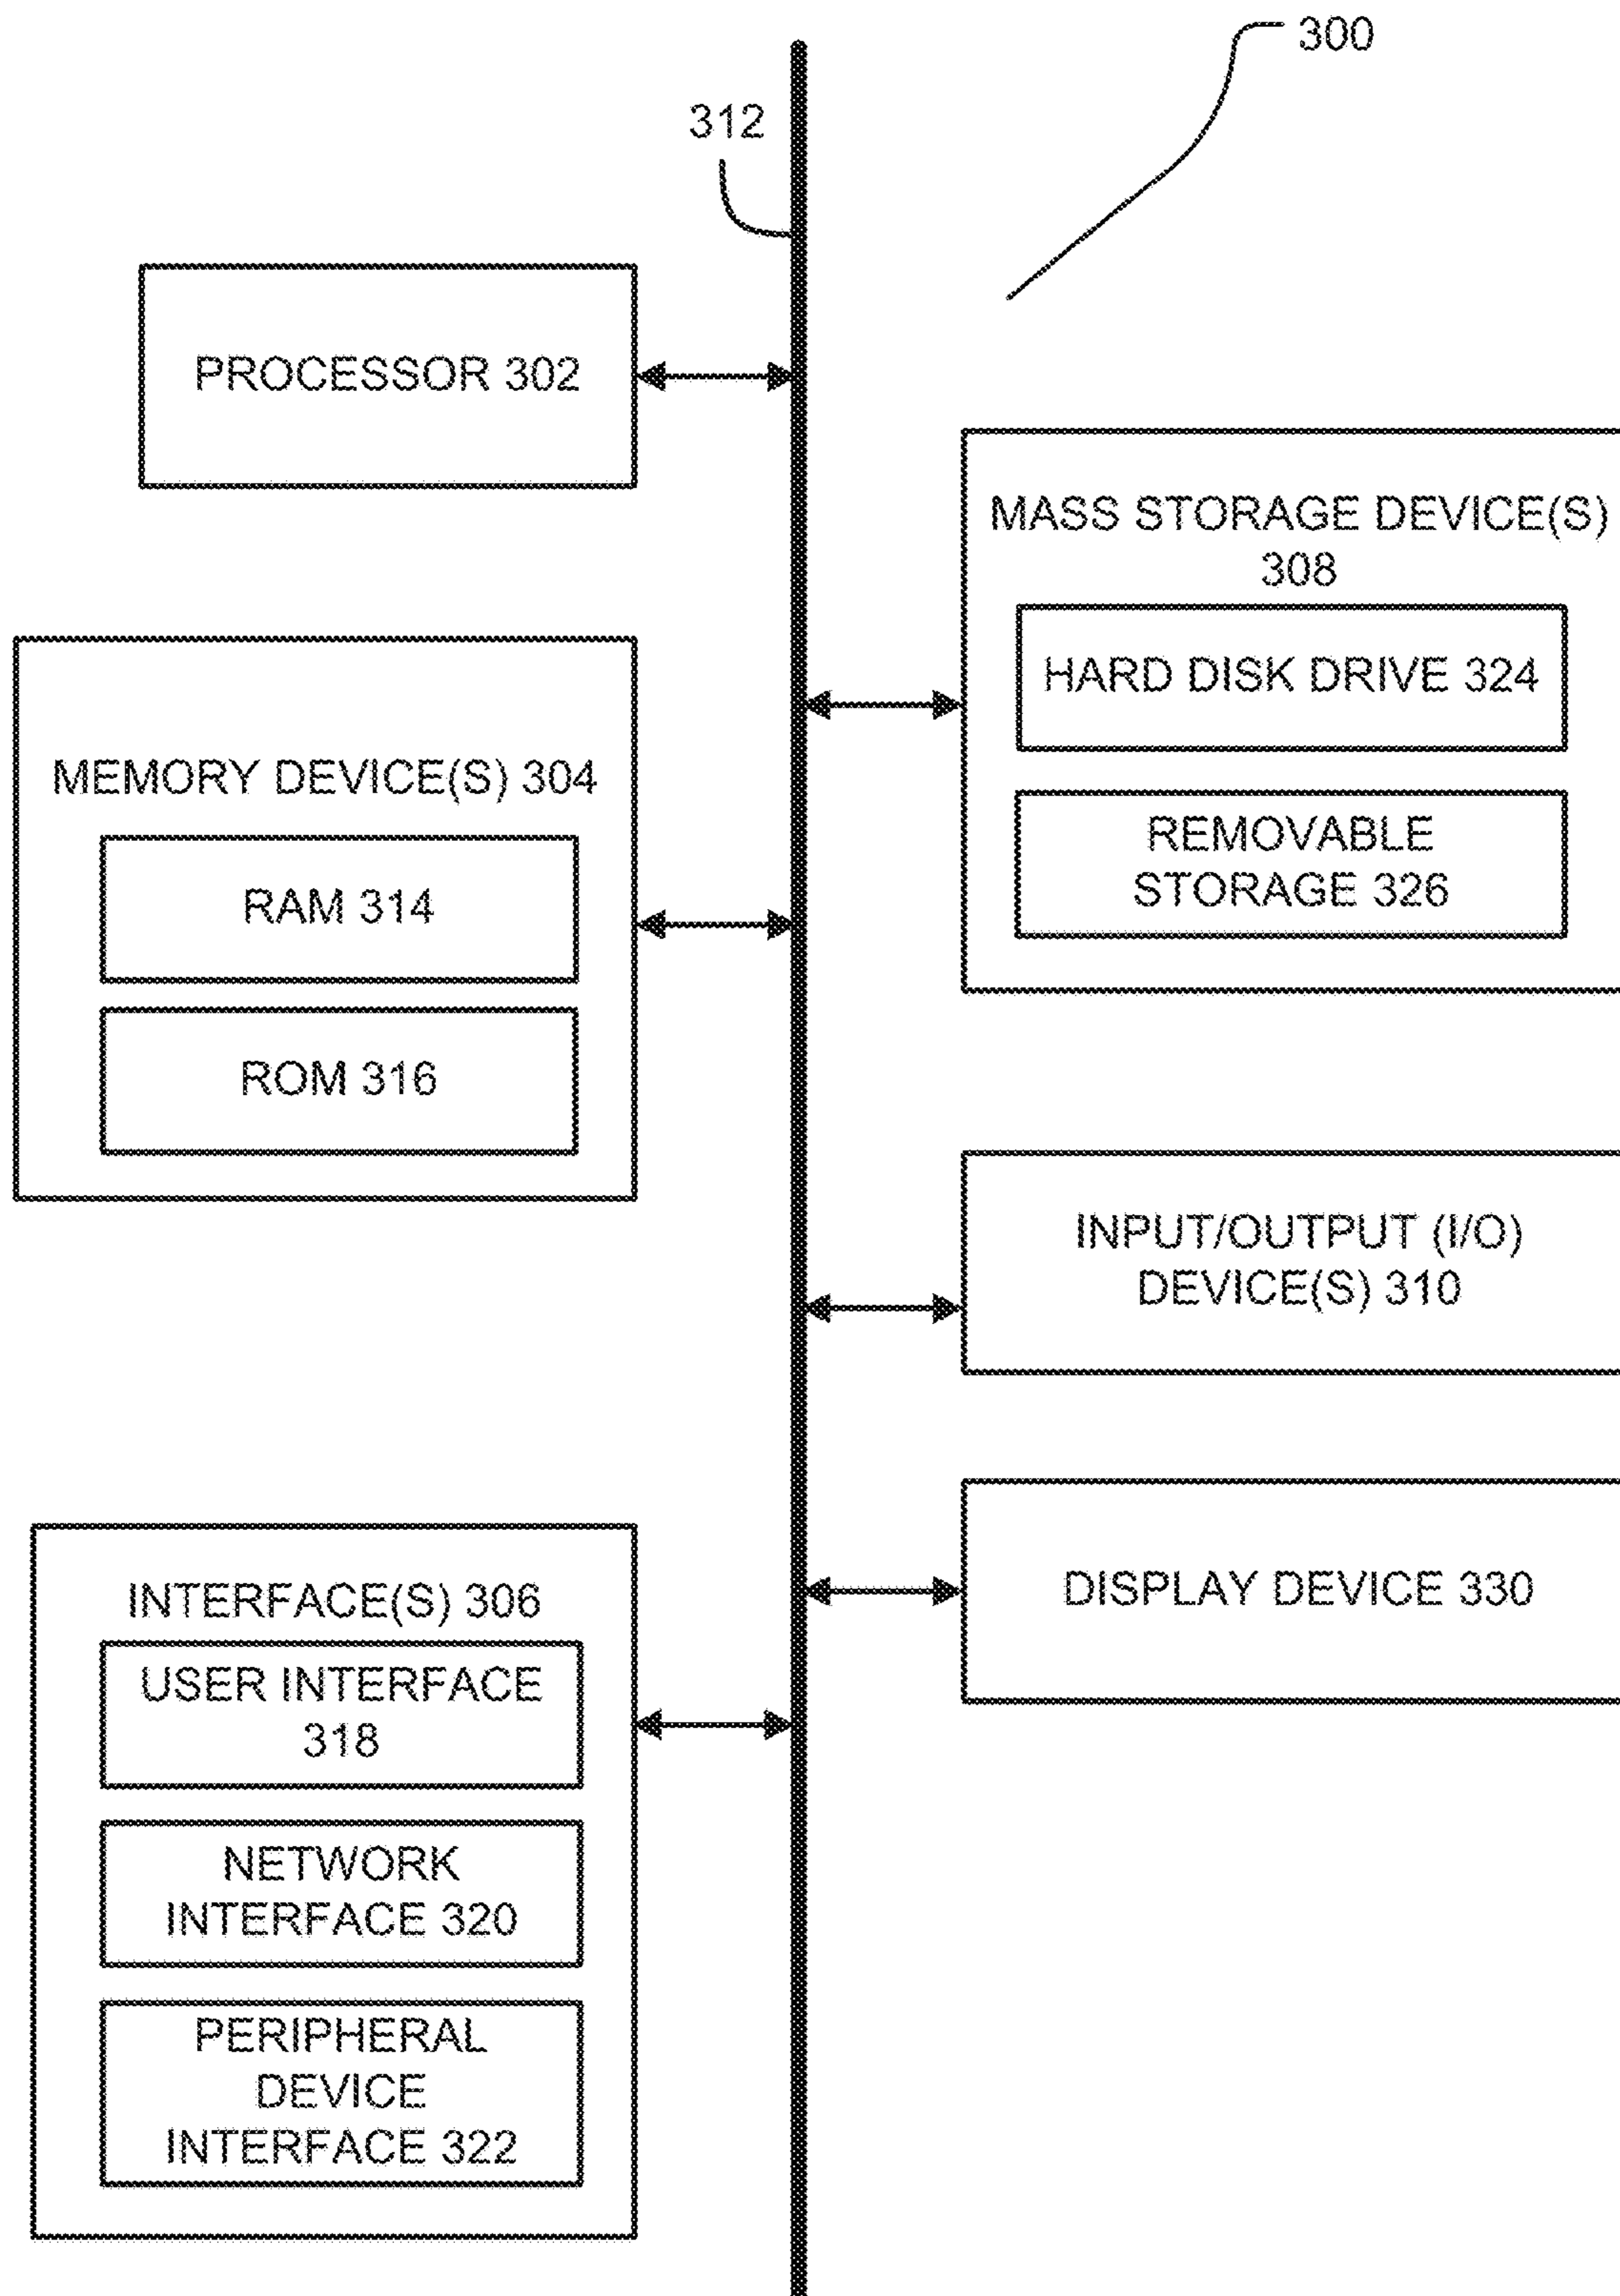 300
312
PROCESSOR 302
MASS STORAGE DEVICE(S)
308
HARD DISK DRIVE 324
REMOVABLE
STORAGE 326
MEMORY DEVICE(S) 304
RAM 314
ROM 316
INPUT/OUTPUT (I/O)
DEVICE(S) 310
DISPLAY DEVICE 330
INTERFACE(S) 306
USER INTERFACE
318
NETWORK
INTERFACE 320
PERIPHERAL
DEVICE
INTERFACE 322